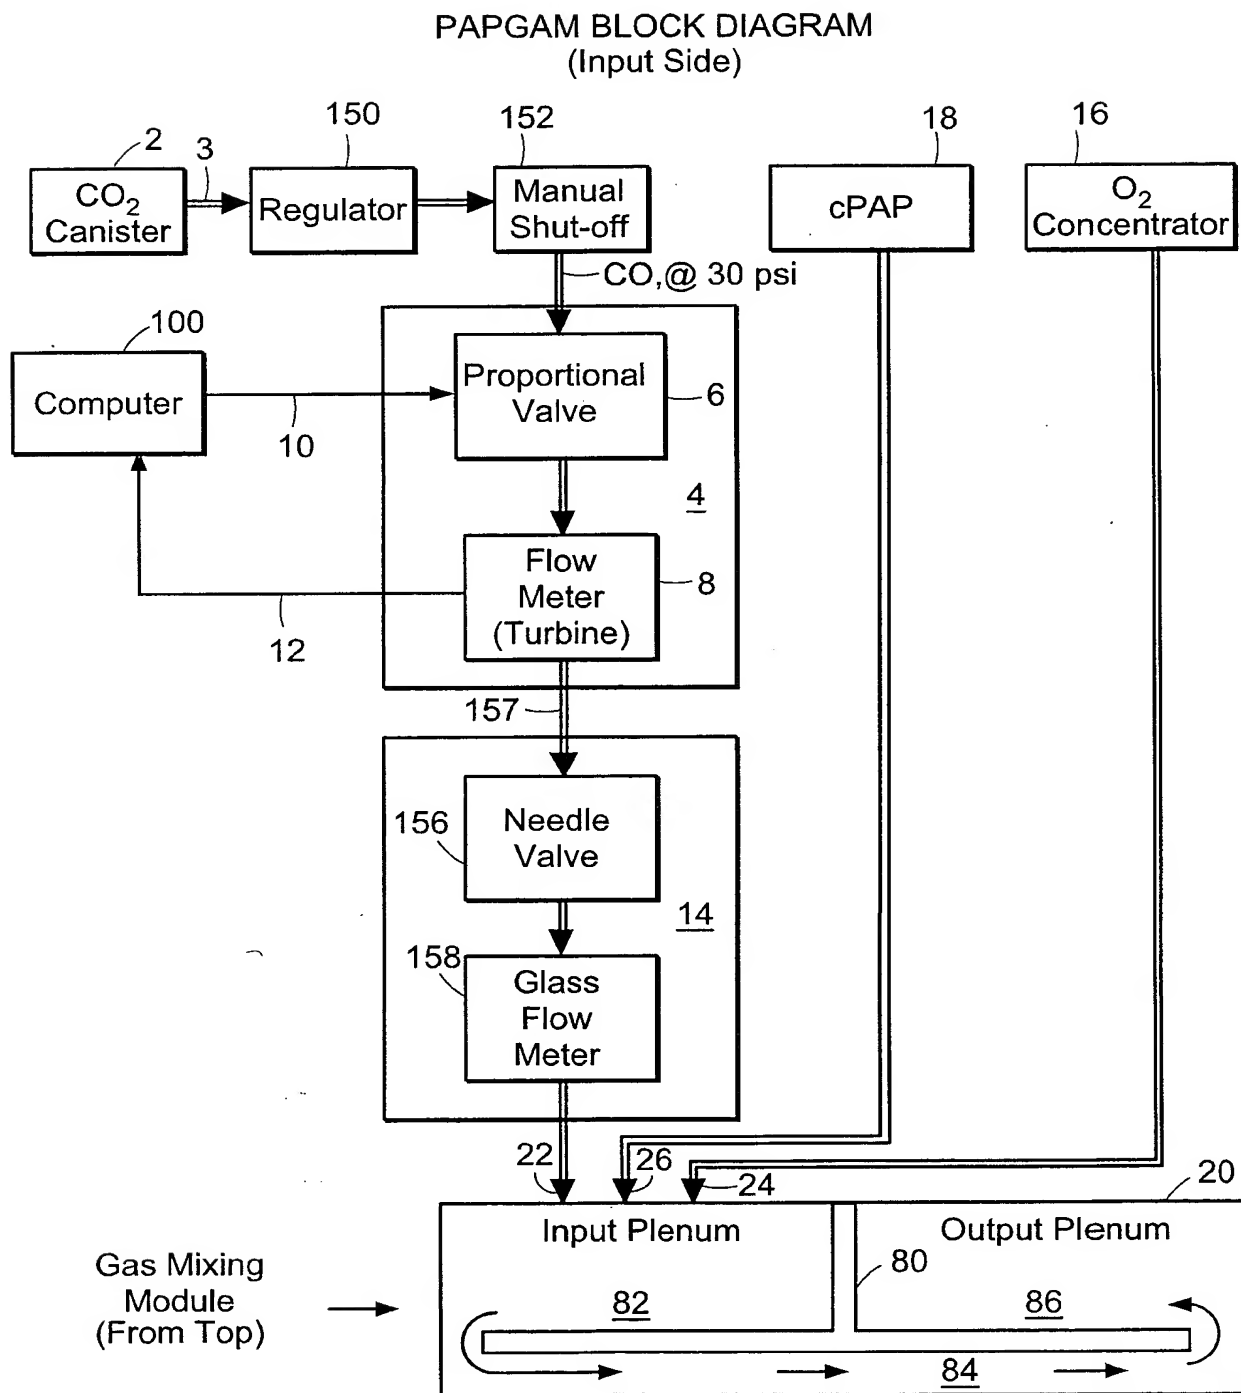 PAPGAM BLOCK DIAGRAM
(Input Side)
2
3
150
152
18
16
CO2
Canister
Regulator
Manual
Shut-off
cPAP
O2
Concentrator
CO,@ 30 psi
100
Computer
10
Proportional
Valve
6
4
Flow
Meter
(Turbine)
8
12
157
156
Needle
Valve
14
158
Glass
Flow
Meter
22
26
24
20
Input Plenum
Output Plenum
80
Gas Mixing
Module
(From Top)
82
86
84